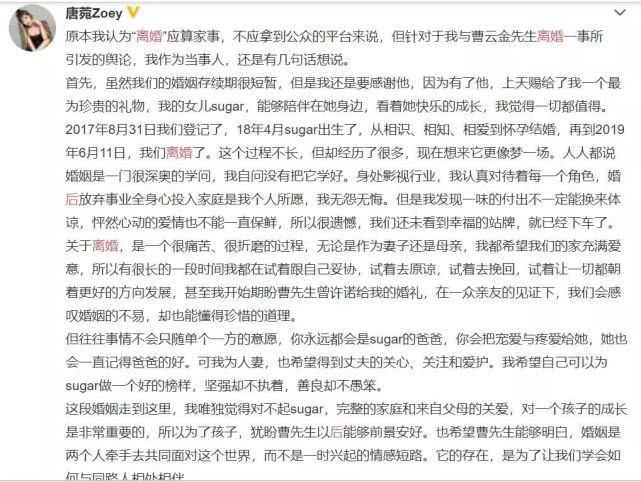 唐菀Zoey
原本我认为“离婚”应算家事，不应拿到公众的平台来说，但针对于我与曹云金先生离婚一事所
引发的舆论，我作为当事人，还是有几句话想说。
首先，虽然我们的婚姻存续期很短暂，但是我还是要感谢他，因为有了他，上天赐给了我一个最
为珍贵的礼物，我的女儿sugar，能够陪伴在她身边，看着她快乐的成长，我觉得一切都值得。
2017年8月31日我们登记了，18年4月sugar出生了，从相识、相知、相爱到怀孕结婚，再到2019
年6月11日，我们离婚了。这个过程不长，但却经历了很多，现在想来它更像梦一场。人人都说
婚姻是一门很深奥的学问，我自问没有把它学好。身处影视行业，我认真对待着每一个角色，婚
后放弃事业全身心投入家庭是我个人所愿，我无怨无悔。但是我发现一味的付出不一定能换来体
谅，怦然心动的爱情也不能一直保鲜，所以很遗憾，我们还未看到幸福的站牌，就已经下车了。
关于离婚，是一个很痛苦、很折磨的过程，无论是作为妻子还是母亲，我都希望我们的家充满爱
意，所以有很长的一段时间我都在试着跟自己妥协，试着去原谅，试着去挽回，试着让一切都朝
着更好的方向发展，甚至我开始期盼曹先生曾许诺给我的婚礼，在一众亲友的见证下，我们会感
叹婚姻的不易，却也能懂得珍惜的道理。
但往往事情不会只随单个一方的意愿，你永远都会是sugar的爸爸，你会把宠爱与疼爱给她，她也
会一直记得爸爸的好。可我为人妻，也希望得到丈夫的关心、关注和爱护。我希望自己可以为
sugar做一个好的榜样，坚强却不执着，善良却不愚笨。
这段婚姻走到这里，我唯独觉得对不起sugar，完整的家庭和来自父母的关爱，对一个孩子的成长
是非常重要的，所以为了孩子，犹盼曹先生以后能够前景安好。也希望曹先生能够明白，婚姻是
两个人牵手去共同面对这个世界，而不是一时兴起的情感短路。它的存在，是为了让我们学会如
何与同路人相处相伴